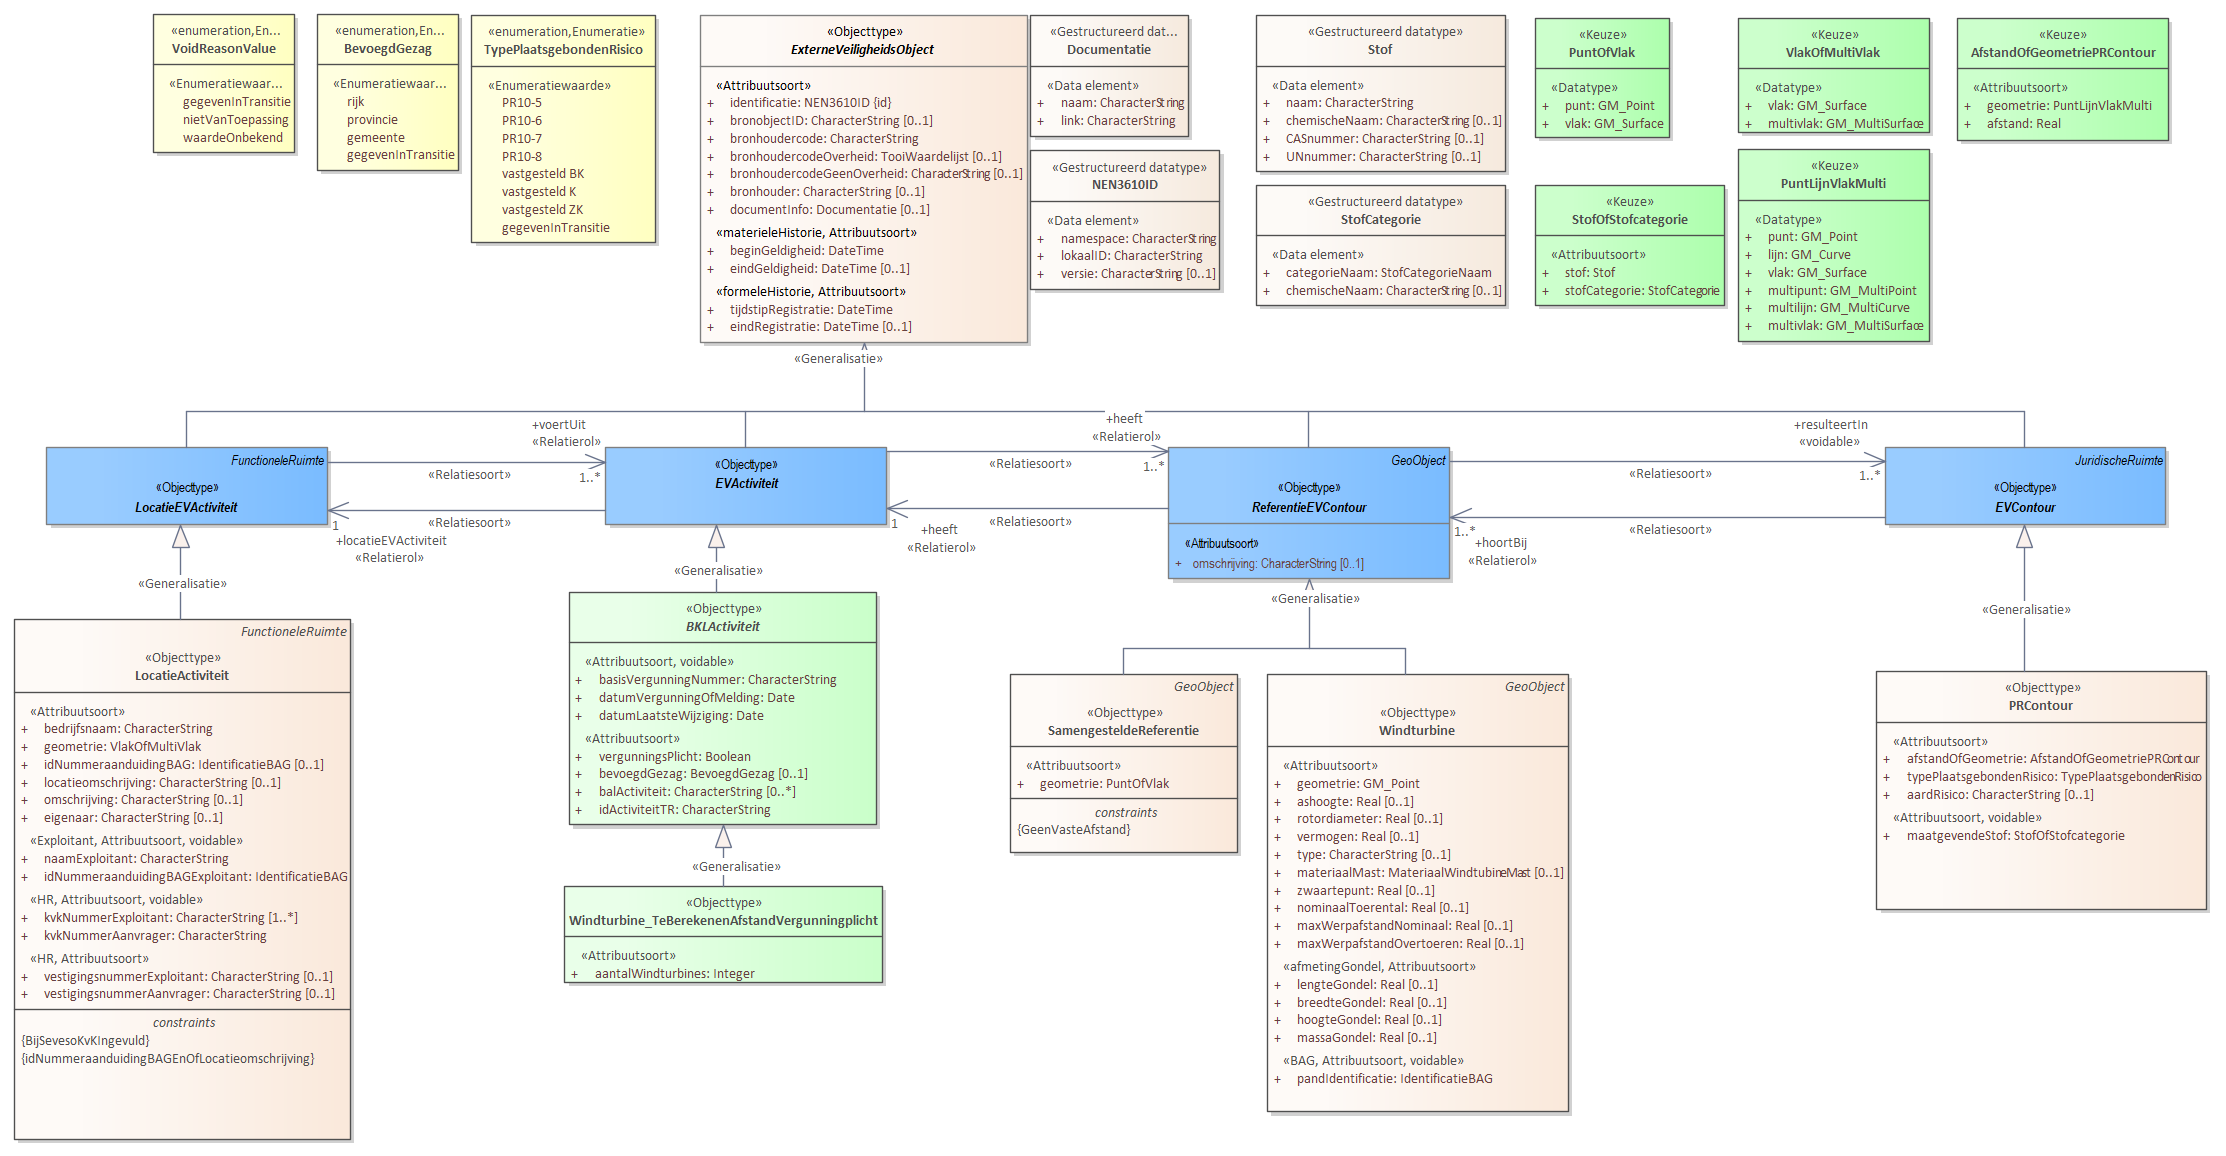 «enumeration,En...
VoidReasonValue
«Enumeratiewaar...
gegevenInTransitie
nietVanToepassing
waardeOnbekend
«enumeration,En...
BevoegdGezag
«Enumeratiewaar...
rijk
provincie
gemeente
gegevenInTransitie
«enumeration,Enumeratie»
TypePlaatsgebondenRisico
«Enumeratiewaarde»
PR10-5
PR10-6
PR10-7
PR10-8
vastgesteld BK
vastgesteld K
vastgesteld ZK
gegevenInTransitie
«Objecttype»
ExterneVeiligheidsObject
«Attribuutsoort»
+ identificatie: NEN3610ID {id}
+ bronobjectID: CharacterString [0..1]
+ bronhoudercode: CharacterString
+ bronhoudercodeOverheid: TooiWaardelijst [0..1]
+ bronhoudercodeGeenOverheid: CharacterString [0..1]
+ bronhouder: CharacterString [0..1]
+ documentInfo: Documentatie [0..1]
«materieleHistorie, Attribuutsoort»
+ beginGeldigheid: DateTime
+ eindGeldigheid: DateTime [0..1]
«formeleHistorie, Attribuutsoort»
+ tijdstipRegistratie: DateTime
+ eindRegistratie: DateTime [0..1]
«Gestructureerd dat...
Documentatie
«Data element»
+ naam: CharacterString
+ link: CharacterString
«Gestructureerd datatype»
NEN3610ID
«Data element»
+ namespace: CharacterString
+ lokaalID: CharacterString
+ versie: CharacterString [0..1]
«Gestructureerd datatype»
Stof
«Data element»
+ naam: CharacterString
+ chemischeNaam: CharacterString [0..1]
+ CASnummer: CharacterString [0..1]
+ UNnummer: CharacterString [0..1]
«Gestructureerd datatype»
StofCategorie
«Data element»
+ categorieNaam: StofCategorieNaam
+ chemischeNaam: CharacterString [0..1]
«Keuze»
PuntOfVlak
«Datatype»
+ punt: GM_Point
+ vlak: GM_Surface
«Keuze»
StofOfStofcategorie
«Attribuutsoort»
+ stof: Stof
+ stofCategorie: StofCategorie
«Keuze»
VlakOfMultiVlak
«Datatype»
+ vlak: GM_Surface
+ multivlak: GM_MultiSurface
«Keuze»
PuntLijnVlakMulti
«Datatype»
+ punt: GM_Point
+ lijn: GM_Curve
+ vlak: GM_Surface
+ multipunt: GM_MultiPoint
+ multilijn: GM_MultiCurve
+ multivlak: GM_MultiSurface
«Keuze»
AfstandOfGeometriePRContour
«Attribuutsoort»
+ geometrie: PuntLijnVlakMulti
+ afstand: Real
«Generalisatie»
FunctioneleRuimte
«Objecttype»
LocatieEVActiviteit
+voertUit
«Relatierol»
«Relatiesoort»
1..*
«Relatiesoort»
1
+locatieEVActiviteit
«Relatierol»
«Objecttype»
EVActiviteit
+heeft
«Relatierol»
«Relatiesoort»
1..*
«Relatiesoort»
1
+heeft
«Relatierol»
GeoObject
«Objecttype»
ReferentieEVContour
«Attribuutsoort»
+ omschrijving: CharacterString [0..1]
+resulteertIn
«voidable»
«Relatiesoort»
1..*
«Relatiesoort»
1..*
+hoortBij
«Relatierol»
JuridischeRuimte
«Objecttype»
EVContour
«Generalisatie»
«Generalisatie»
«Generalisatie»
«Generalisatie»
FunctioneleRuimte
«Objecttype»
LocatieActiviteit
«Attribuutsoort»
+ bedrijfsnaam: CharacterString
+ geometrie: VlakOfMultiVlak
+ idNummeraanduidingBAG: IdentificatieBAG [0..1]
+ locatieomschrijving: CharacterString [0..1]
+ omschrijving: CharacterString [0..1]
+ eigenaar: CharacterString [0..1]
«Exploitant, Attribuutsoort, voidable»
+ naamExploitant: CharacterString
+ idNummeraanduidingBAGExploitant: IdentificatieBAG
«HR, Attribuutsoort, voidable»
+ kvkNummerExploitant: CharacterString [1..*]
+ kvkNummerAanvrager: CharacterString
«HR, Attribuutsoort»
+ vestigingsnummerExploitant: CharacterString [0..1]
+ vestigingsnummerAanvrager: CharacterString [0..1]
constraints
{BijSevesoKvKIngevuld}
{idNummeraanduidingBAGEnOfLocatieomschrijving}
«Objecttype»
BKLActiviteit
«Attribuutsoort, voidable»
+ basisVergunningNummer: CharacterString
+ datumVergunningOfMelding: Date
+ datumLaatsteWijziging: Date
«Attribuutsoort»
+ vergunningsPlicht: Boolean
+ bevoegdGezag: BevoegdGezag [0..1]
+ balActiviteit: CharacterString [0..*]
+ idActiviteitTR: CharacterString
«Generalisatie»
«Objecttype»
Windturbine_TeBerekenenAfstandVergunningplicht
«Attribuutsoort»
+ aantalWindturbines: Integer
GeoObject
«Objecttype»
SamengesteldeReferentie
«Attribuutsoort»
+ geometrie: PuntOfVlak
constraints
{GeenVasteAfstand}
GeoObject
«Objecttype»
Windturbine
«Attribuutsoort»
+ geometrie: GM_Point
+ ashoogte: Real [0..1]
+ rotordiameter: Real [0..1]
+ vermogen: Real [0..1]
+ type: CharacterString [0..1]
+ materiaalMast: MateriaalWindtubineMast [0..1]
+ zwaartepunt: Real [0..1]
+ nominaalToerental: Real [0..1]
+ maxWerpafstandNominaal: Real [0..1]
+ maxWerpafstandOvertoeren: Real [0..1]
«afmetingGondel, Attribuutsoort»
+ lengteGondel: Real [0..1]
+ breedteGondel: Real [0..1]
+ hoogteGondel: Real [0..1]
+ massaGondel: Real [0..1]
«BAG, Attribuutsoort, voidable»
+ pandIdentificatie: IdentificatieBAG
«Objecttype»
PRContour
«Attribuutsoort»
+ afstandOfGeometrie: AfstandOfGeometriePRContour
+ typePlaatsgebondenRisico: TypePlaatsgebondenRisico
+ aardRisico: CharacterString [0..1]
«Attribuutsoort, voidable»
+ maatgevendeStof: StofOfStofcategorie